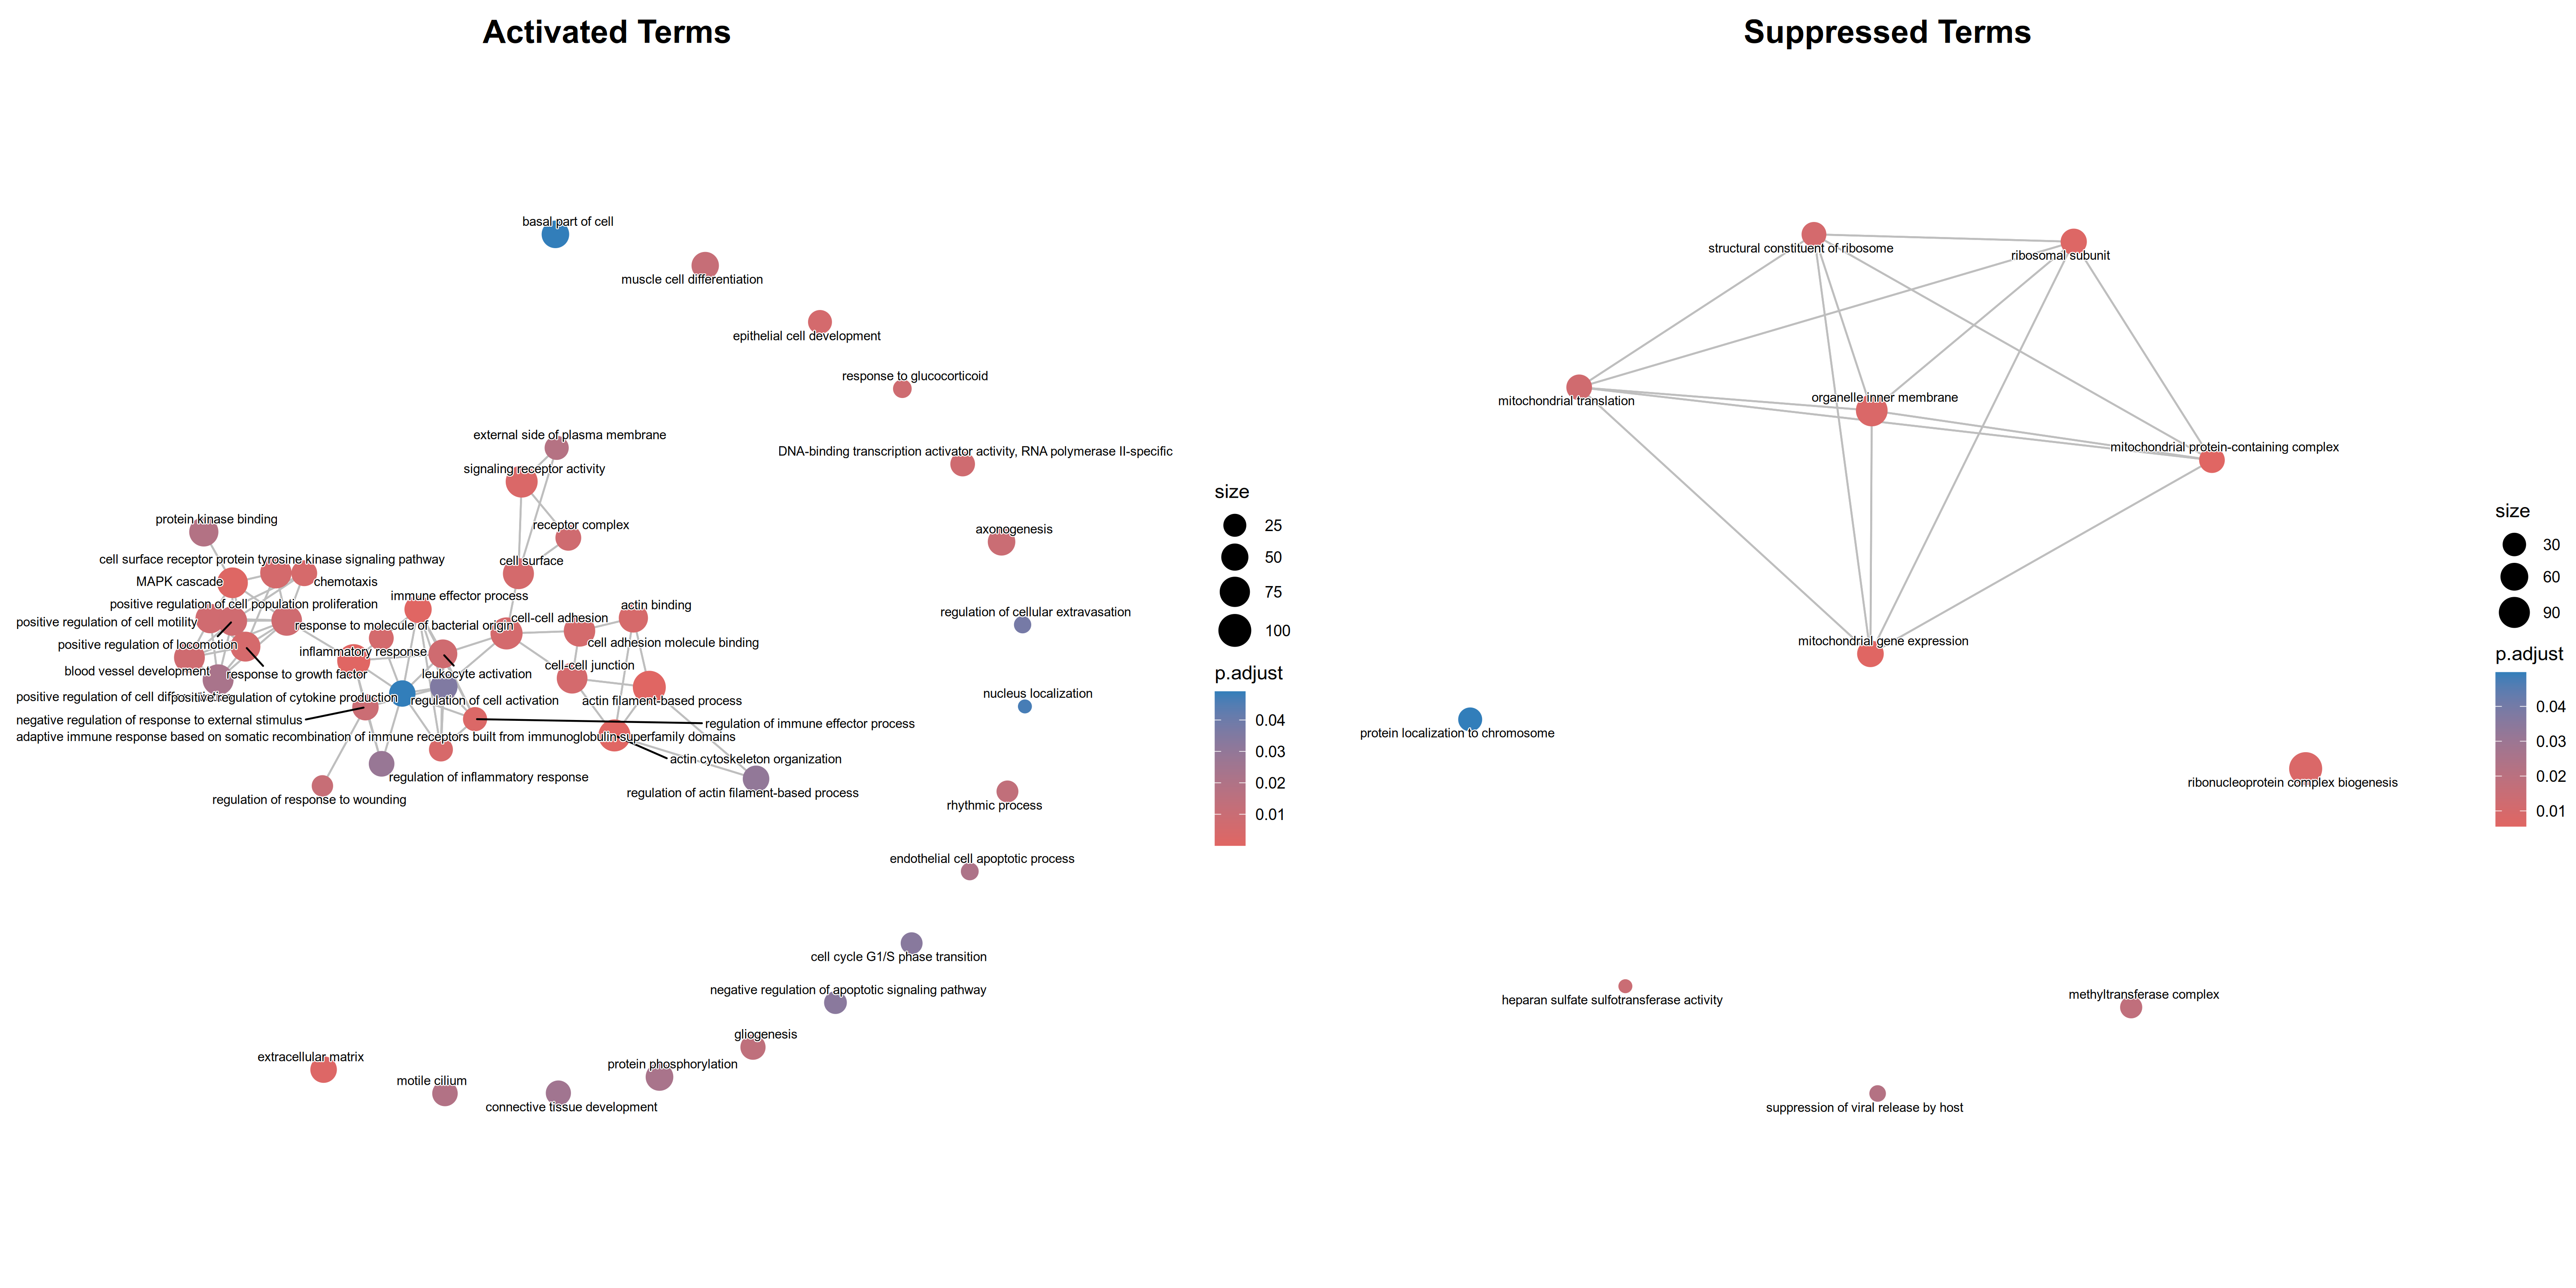 Activated Terms
Suppressed Terms
basal part of cell
muscle cell differentiation
epithelial cell development
response to glucocorticoid
external side of plasma membrane
signaling receptor activity
DNA-binding transcription activator activity, RNA polymerase II-specific
protein kinase binding
receptor complex
axonogenesis
cell surface receptor protein tyrosine kinase signaling pathway
cell surface
MAPK cascade
chemotaxis
immune effector process
positive regulation of cell population proliferation
actin binding
regulation of cellular extravasation
positive regulation of cell motility
response to molecule of bacterial origin
cell-cell adhesion
positive regulation of locomotion
inflammatory response
cell adhesion molecule binding
blood vessel development
response to growth factor
leukocyte activation
cell-cell junction
positive regulation of cell
positive regulation of cytokine production
regulation of cell activation
actin filament-based process
nucleus localization
negative regulation of response to external stimulus
regulation of immune effector process
adaptive immune response based on somatic recombination of immune receptors built from immunoglobulin superfamily domains
actin cytoskeleton organization
regulation of inflammatory response
regulation of actin filament-based process
regulation of response to wounding
rhythmic process
endothelial cell apoptotic process
cell cycle G1/S phase transition
negative regulation of apoptotic signaling pathway
gliogenesis
protein phosphorylation
extracellular matrix
motile cilium
connective tissue development
size
25
50
75
100
p.adjust
0.04
0.03
0.02
0.01
structural constituent of ribosome
ribosomal subunit
mitochondrial translation
organelle inner membrane
mitochondrial protein-containing complex
mitochondrial gene expression
protein localization to chromosome
ribonucleoprotein complex biogenesis
heparan sulfate sulfotransferase activity
methyltransferase complex
suppression of viral release by host
size
30
60
90
p.adjust
0.04
0.03
0.02
0.01